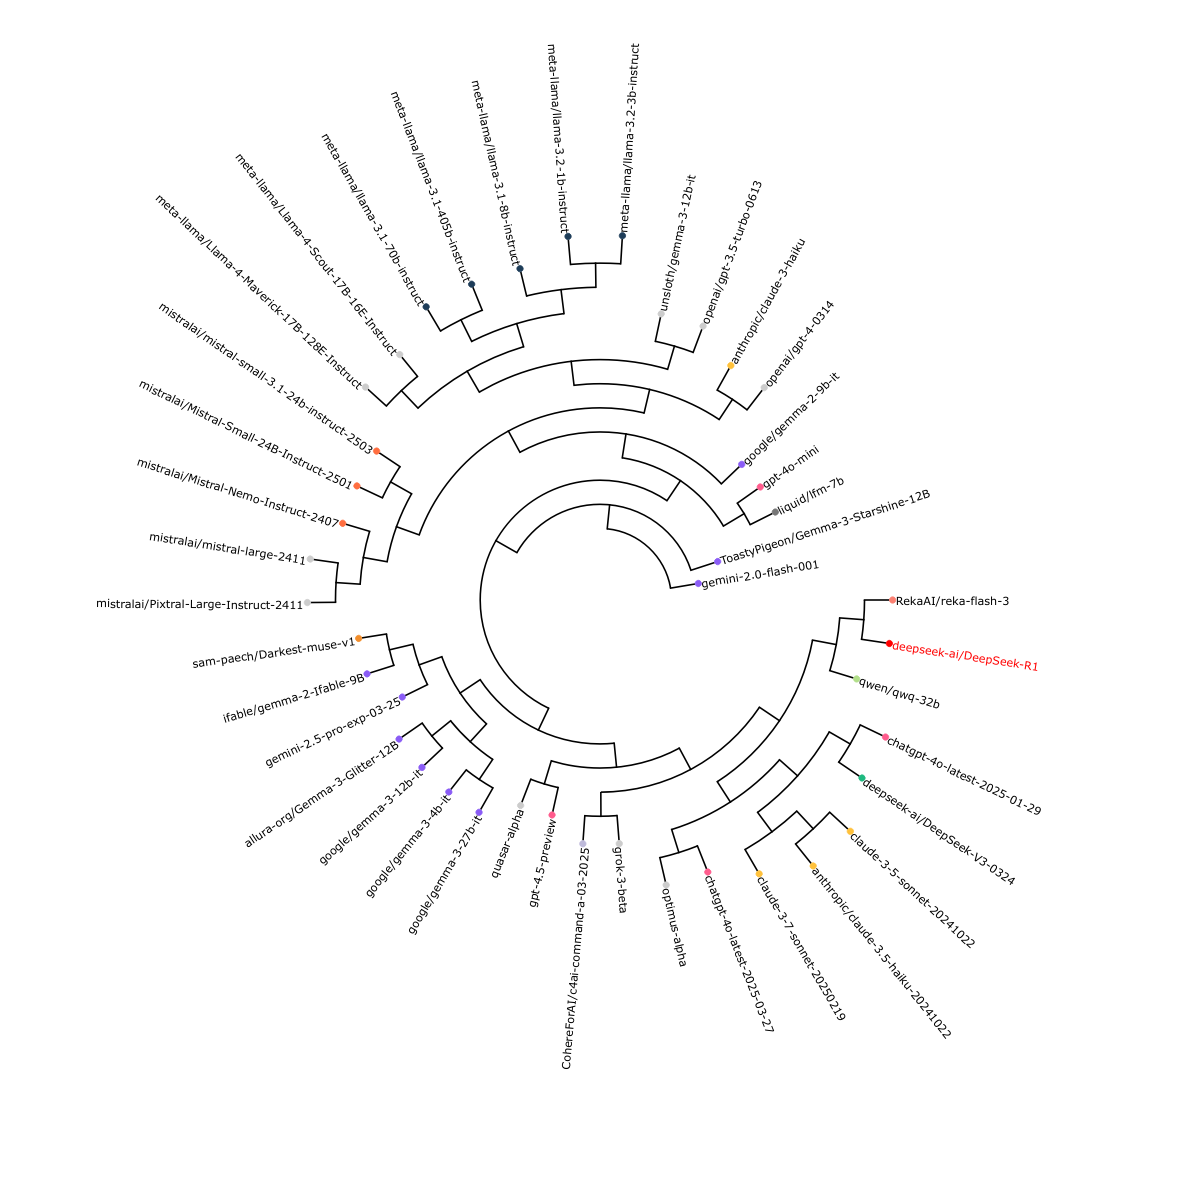 meta-llama/llama-3.2-3b-instruct
unsloth/gemma-3-12b-it
openai/gpt-3.5-turbo-0613
anthropic/claude-3-haiku
openai/gpt-4-0314
google/gemma-2-9b-it
gpt-4o-mini
liquid/lfm-7b
ToastyPigeon/Gemma-3-Starshine-12B
gemini-2.0-flash-001
RekaAI/reka-flash-3
deepseek-ai/DeepSeek-R1
qwen/qwq-32b
chatgpt-4o-latest-2025-01-29
deepseek-ai/DeepSeek-V3-0324
claude-3-5-sonnet-20241022
anthropic/claude-3.5-haiku-20241022
claude-3-7-sonnet-20250219
chatgpt-4o-latest-2025-03-27
optimus-alpha
grok-3-beta
CohereForAI/c4ai-command-a-03-2025
gpt-4.5-preview
quasar-alpha
google/gemma-3-27b-it
google/gemma-3-4b-it
google/gemma-3-12b-it
allura-org/Gemma-3-Glitter-12B
gemini-2.5-pro-exp-03-25
ifable/gemma-2-Ifable-9B
sam-paech/Darkest-muse-v1
mistralai/Pixtral-Large-Instruct-2411
mistralai/mistral-large-2411
mistralai/Mistral-Nemo-Instruct-2407
mistralai/Mistral-Small-24B-Instruct-2501
mistralai/mistral-small-3.1-24b-instruct-2503
meta-llama/Llama-4-Maverick-17B-128E-Instruct
meta-llama/Llama-4-Scout-17B-16E-Instruct
meta-llama/llama-3.1-70b-instruct
meta-llama/llama-3.1-405b-instruct
meta-llama/llama-3.1-8b-instruct
meta-llama/llama-3.2-1b-instruct